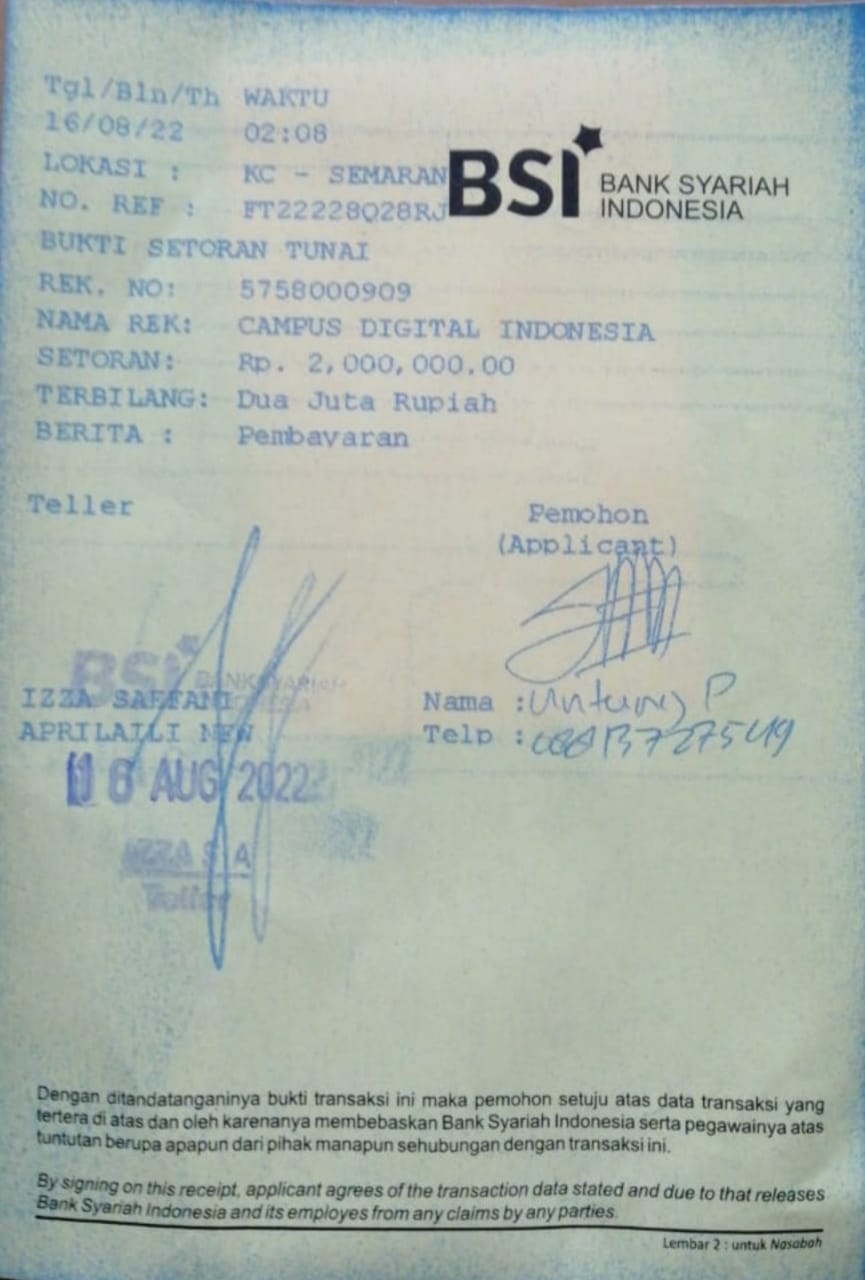 Tgl/Bln/Th WAKTU
16/08/22 02:08
LOKASI : KC - SEMARAN
NO. REF : FT22228Q28RJ
BSI BANK SYARIAH
INDONESIA
BUKTI SETORAN TUNAI
REK. NO: 5758000909
NAMA REK: CAMPUS DIGITAL INDONESIA
SETORAN: Rp. 2,000,000.00
TERBILANG: Dua Juta Rupiah
BERITA : Pembayaran
Teller
Pemohon
(Applicant)
BSI BANK SYARIAH
INDONESIA
IZZA SAFFANI
APRILAILI NEW
Nama : Untung P
Telp :
16 AUG 2022
IZZA S A
Teller
Dengan ditandatanganinya bukti transaksi ini maka pemohon setuju atas data transaksi yang
tertera di atas dan oleh karenanya membebaskan Bank Syariah Indonesia serta pegawainya atas
tuntutan berupa apapun dari pihak manapun sehubungan dengan transaksi ini.
By signing on this receipt, applicant agrees of the transaction data stated and due to that releases
Bank Syariah Indonesia and its employes from any claims by any parties.
Lembar 2 : untuk Nasabah